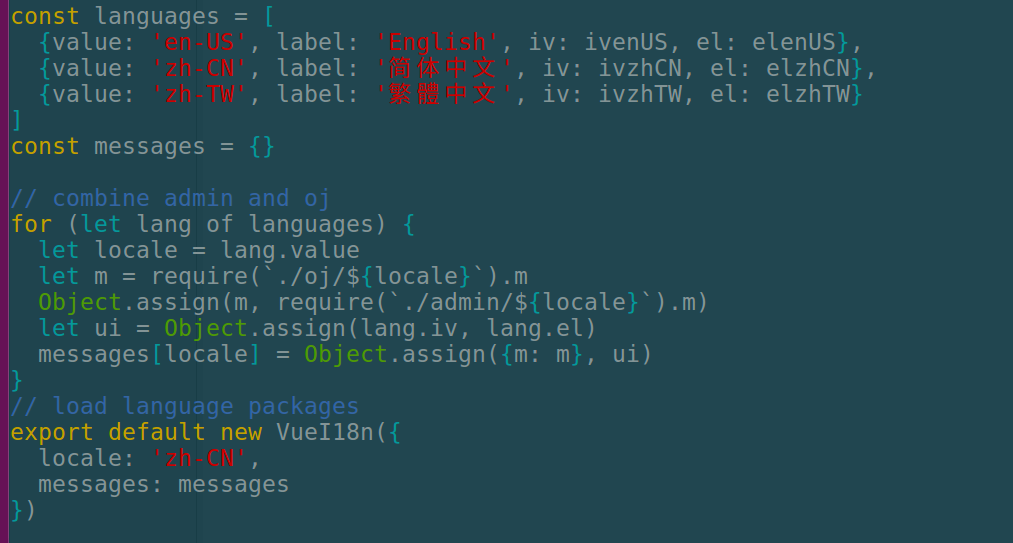 const languages = [
  {value: 'en-US', label: 'English', iv: ivenUS, el: elenUS},
  {value: 'zh-CN', label: '简体中文', iv: ivzhCN, el: elzhCN},
  {value: 'zh-TW', label: '繁體中文', iv: ivzhTW, el: elzhTW}
]
const messages = {}

// combine admin and oj
for (let lang of languages) {
  let locale = lang.value
  let m = require(`./oj/${locale}`).m
  Object.assign(m, require(`./admin/${locale}`).m)
  let ui = Object.assign(lang.iv, lang.el)
  messages[locale] = Object.assign({m: m}, ui)
}
// load language packages
export default new VueI18n({
  locale: 'zh-CN',
  messages: messages
})